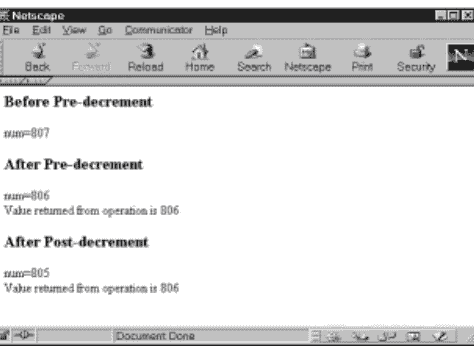 Netscape
File Edit View Go Communicator Help
Back Forward Reload Home Search Netscape Print Security N
Before Pre-decrement
num=807
After Pre-decrement
num=806
Value returned from operation is 806
After Post-decrement
num=805
Value returned from operation is 806
Document Done